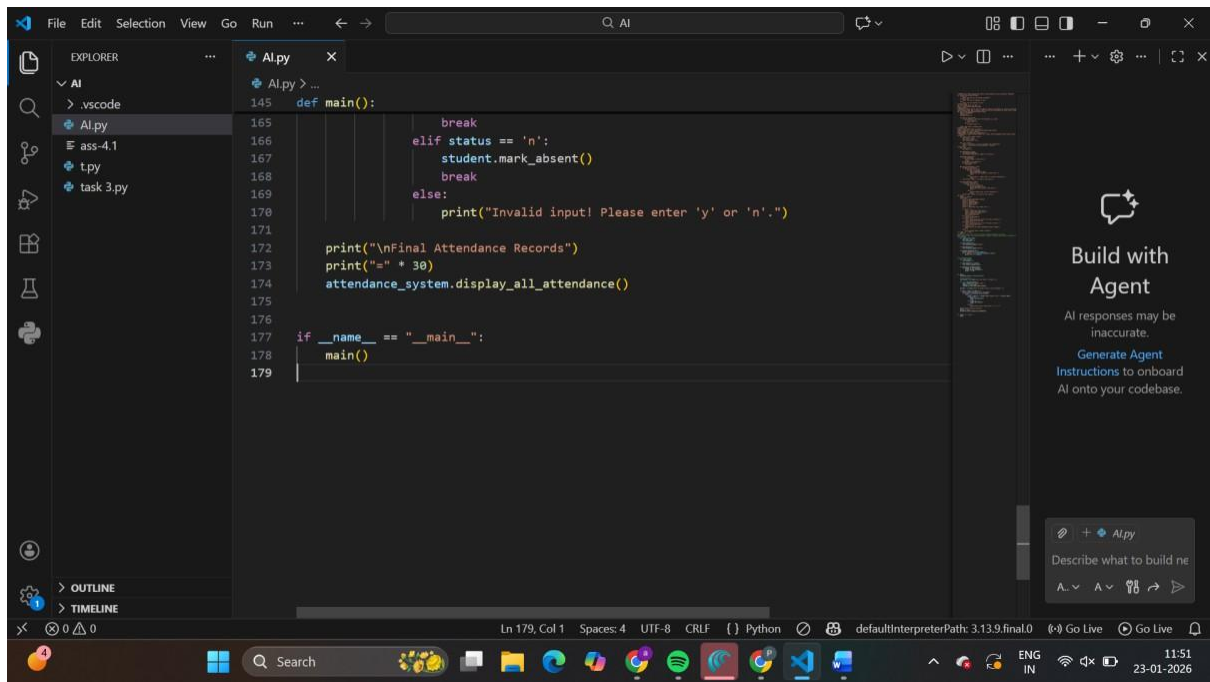 File Edit Selection View Go Run ··· AI
EXPLORER ···
AI
.vscode
AI.py
ass-4.1
t.py
task 3.py
OUTLINE
TIMELINE
AI.py
AI.py > ...
145 def main():
165 break
166 elif status == 'n':
167 student.mark_absent()
168 break
169 else:
170 print("Invalid input! Please enter 'y' or 'n'.")
171
172 print("\nFinal Attendance Records")
173 print("=" * 30)
174 attendance_system.display_all_attendance()
175
176
177 if __name__ == "__main__":
178 main()
179
Build with
Agent
AI responses may be
inaccurate.
Generate Agent
Instructions to onboard
AI onto your codebase.
AI.py
Describe what to build ne
A..
A
1
0 0 Ln 179, Col 1 Spaces: 4 UTF-8 CRLF { } Python defaultInterpreterPath: 3.13.9.final.0 Go Live Go Live
4 Search ENG 11:51
IN 23-01-2026